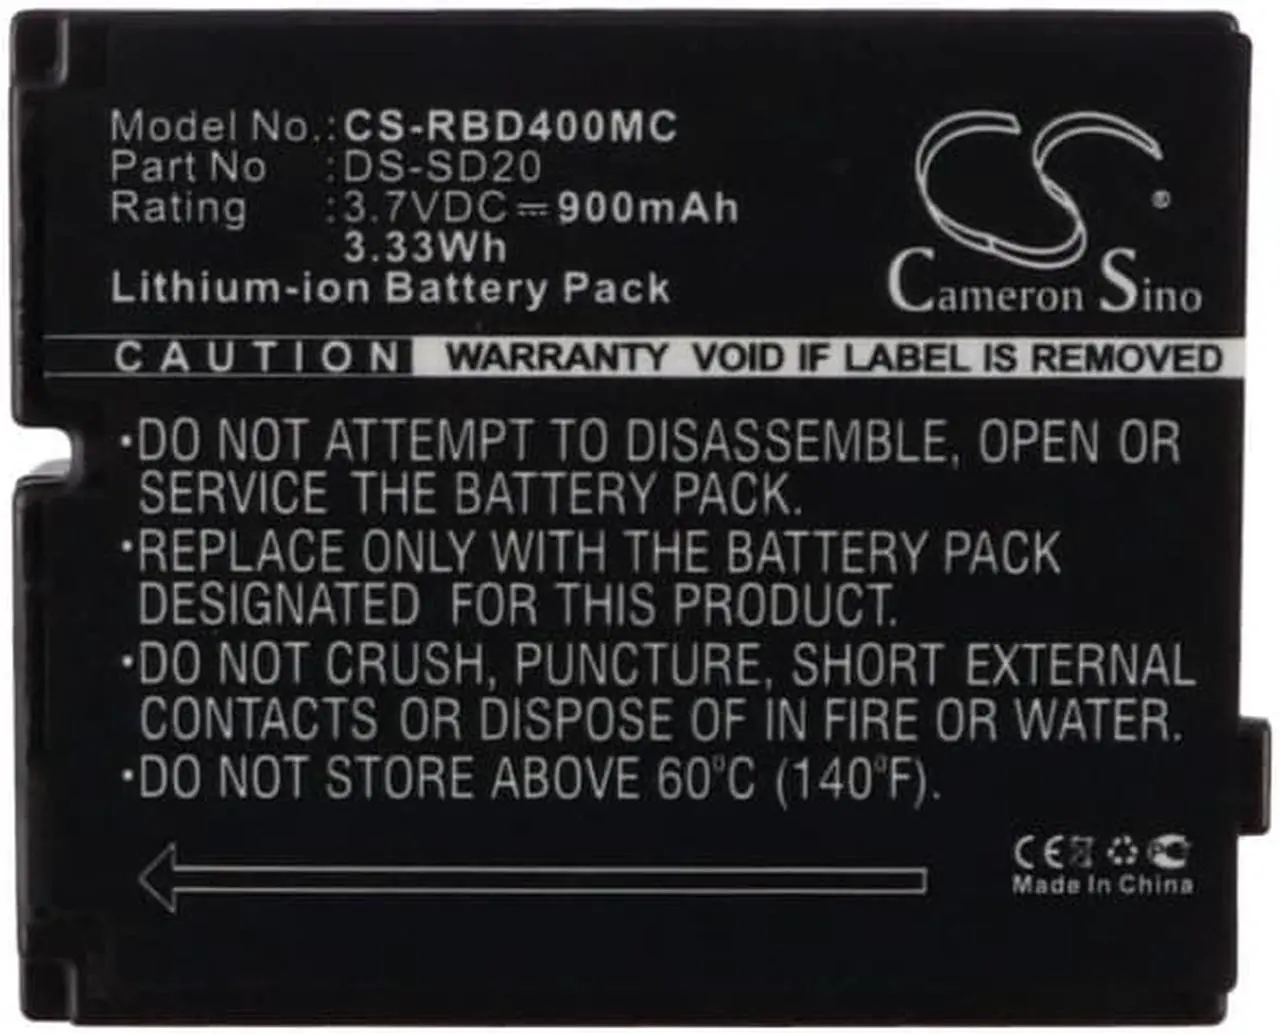 Model No.: CS-RBD400MC
Part No : DS-SD20
Rating : 3.7VDC⎓900mAh
3.33Wh
Lithium-ion Battery Pack
CS®
Cameron Sino
CAUTION WARRANTY VOID IF LABEL IS REMOVED
·DO NOT ATTEMPT TO DISASSEMBLE, OPEN OR
SERVICE THE BATTERY PACK.
·REPLACE ONLY WITH THE BATTERY PACK
DESIGNATED FOR THIS PRODUCT.
·DO NOT CRUSH, PUNCTURE, SHORT EXTERNAL
CONTACTS OR DISPOSE OF IN FIRE OR WATER.
·DO NOT STORE ABOVE 60°C (140°F).
CE
Made In China